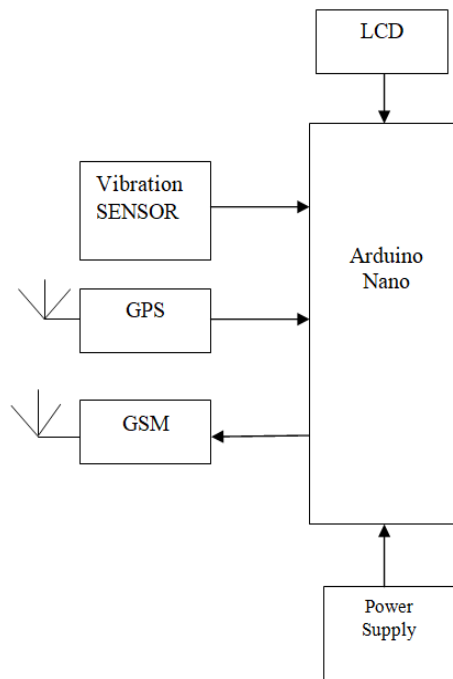 LCD
Vibration
SENSOR
Arduino
Nano
GPS
GSM
Power
Supply